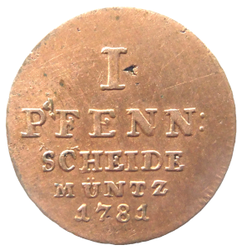 I
PFENN:
SCHEIDE
MÜNTZ
1781